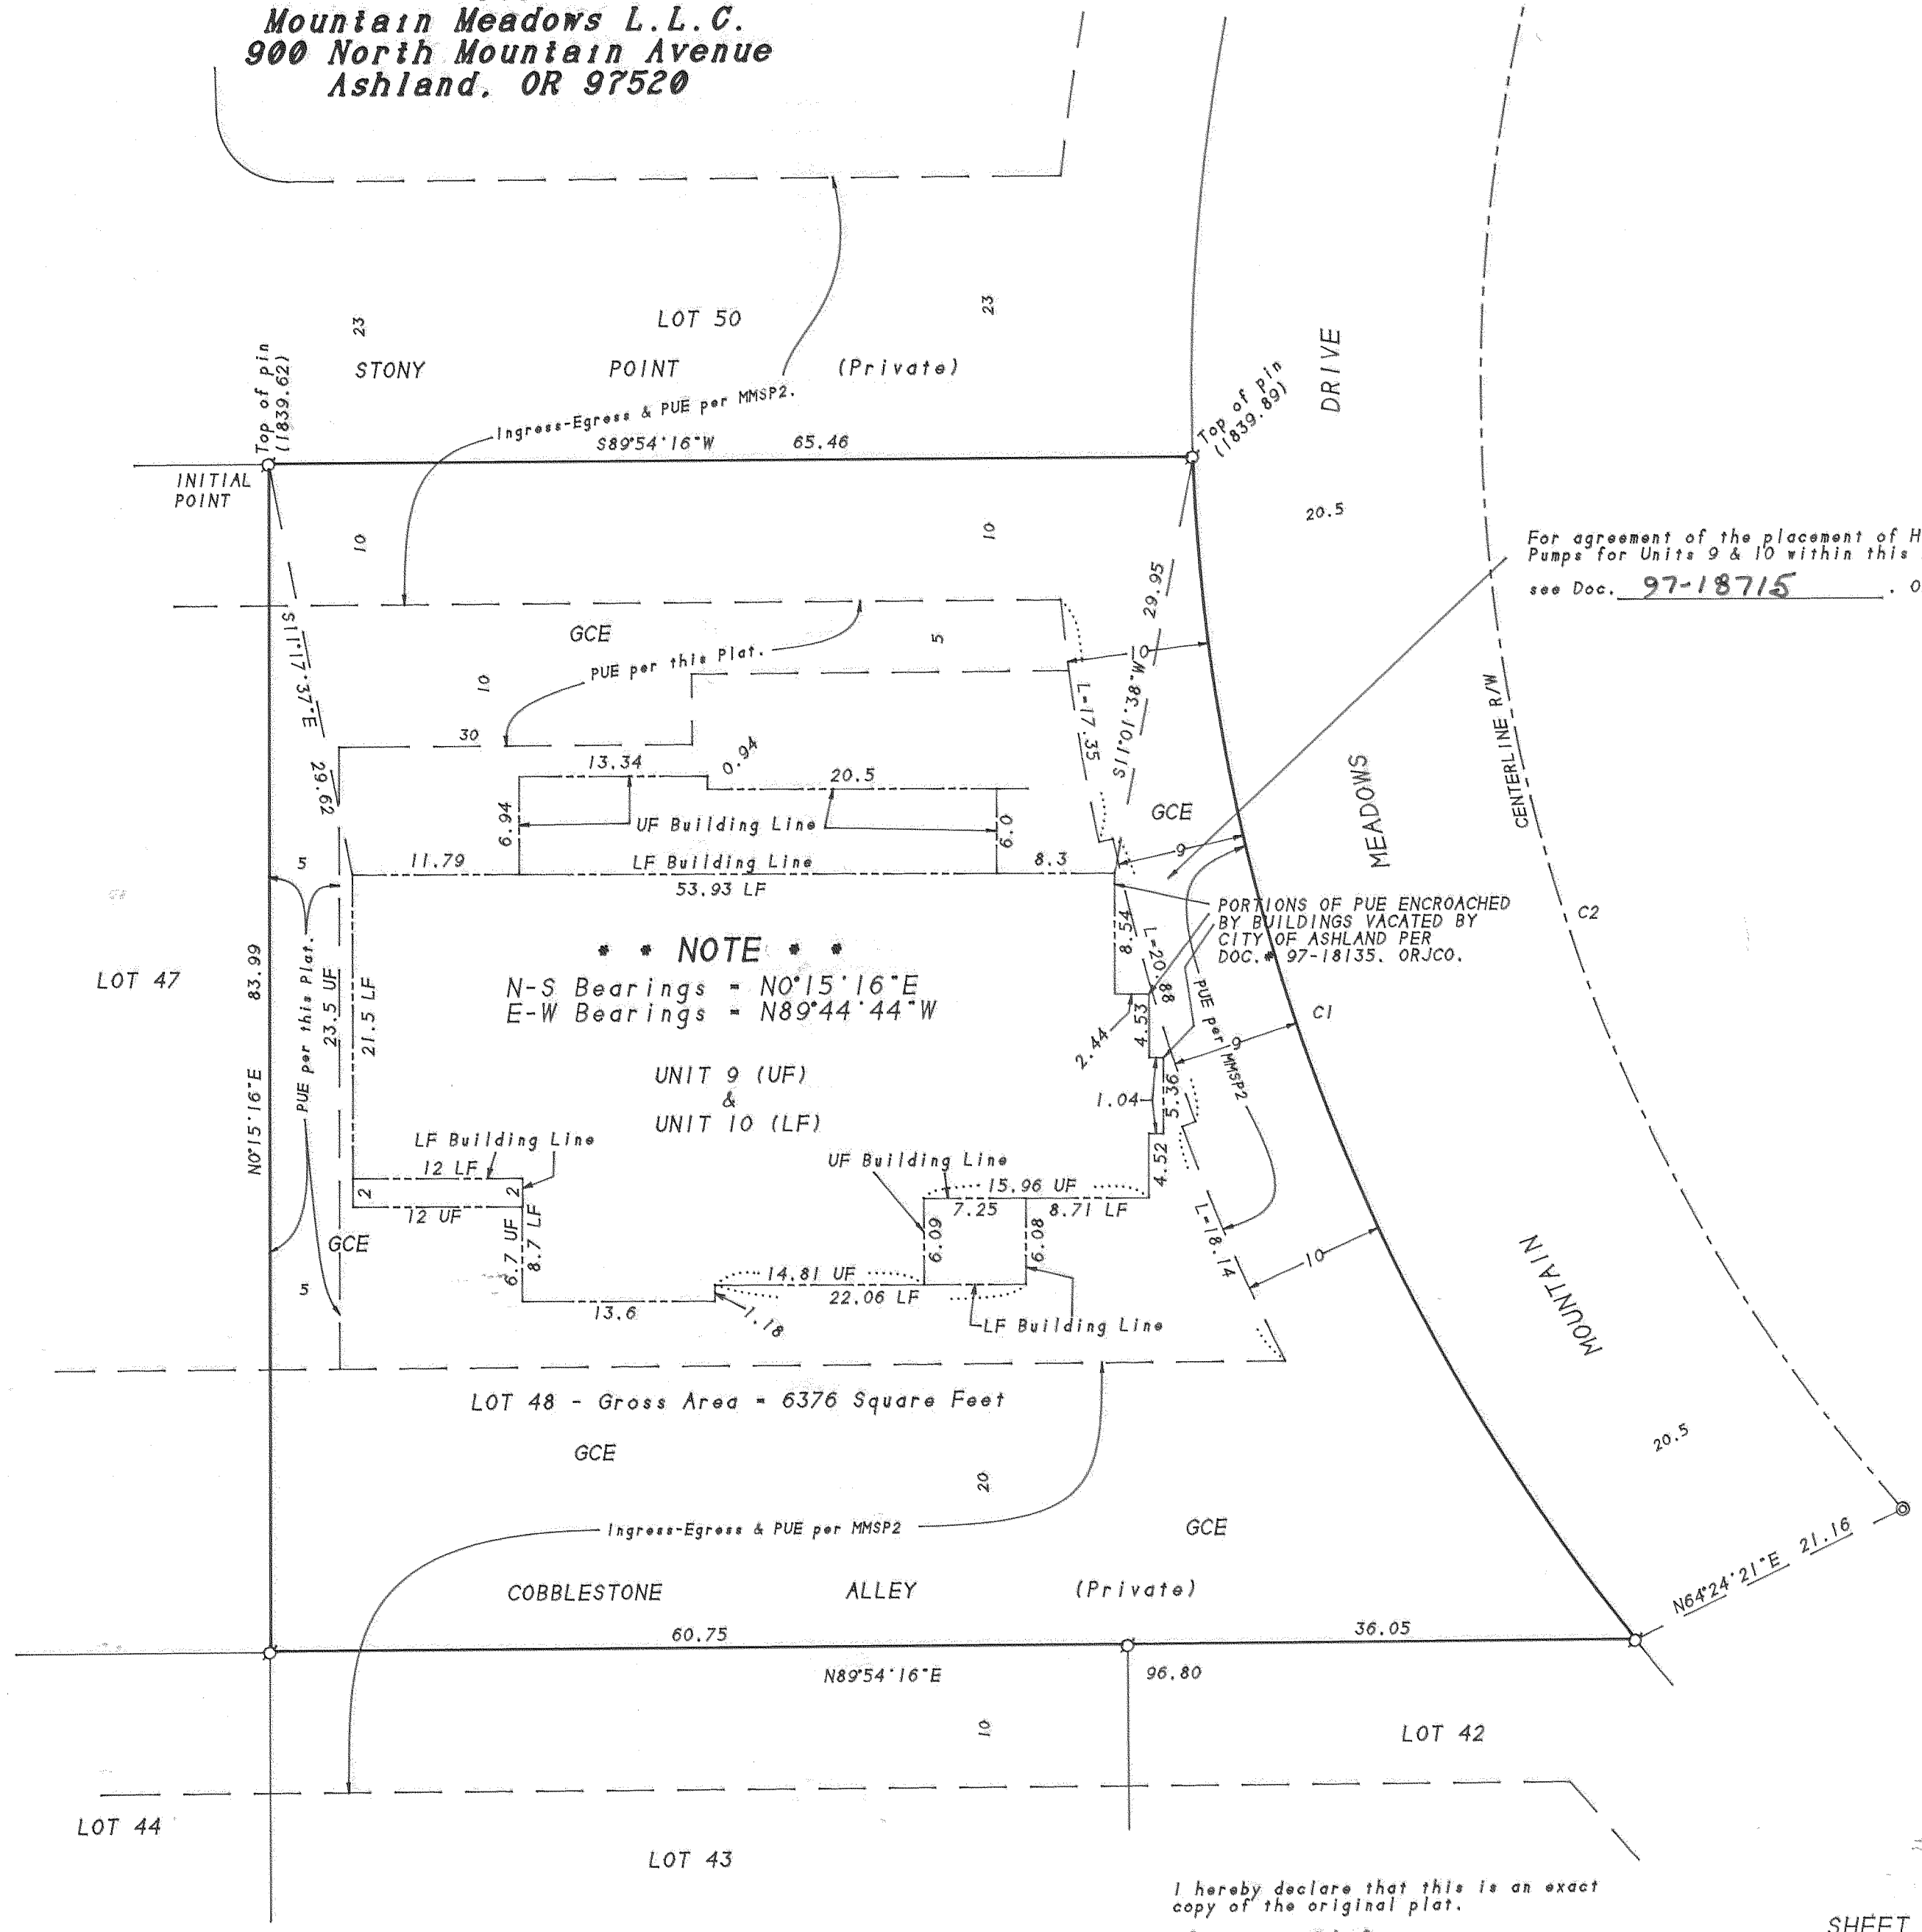 Mountain Meadows L.L.C.
900 North Mountain Avenue
Ashland, OR 97520
LOT 50
23
23
STONY POINT (Private)
Top of pin
(1839.62)
Top of pin
(1839.89)
DRIVE
Ingress-Egress & PUE per MMSP2.
S89°54'16"W 65.46
INITIAL
POINT
20.5
10
10
For agreement of the placement of H
Pumps for Units 9 & 10 within this
see Doc. 97-18715 . O
GCE
PUE per this Plat.
5
10
S11°17'37"E 29.62
S11°01'38"W 29.95
10
L=17.35
CENTERLINE R/W
30
13.34
0.94
20.5
6.94
UF Building Line
6.0
GCE
MEADOWS
9
5
11.79
LF Building Line
8.3
53.93 LF
PORTIONS OF PUE ENCROACHED
BY BUILDINGS VACATED BY
CITY OF ASHLAND PER
DOC.# 97-18135. ORJCO.
C2
8.54
L=20.88
* * NOTE * *
N-S Bearings = N0°15'16"E
E-W Bearings = N89°44'44"W
LOT 47
N0°15'16"E 83.99
PUE per this Plat.
23.5 UF
21.5 LF
PUE per MMSP2
C1
9
2.44
4.53
UNIT 9 (UF)
&
UNIT 10 (LF)
1.04
5.36
LF Building Line
12 LF
2
2
12 UF
4.52
UF Building Line
15.96 UF
7.25
8.71 LF
GCE
6.7 UF
8.7 LF
6.09
6.08
L=18.14
10
MOUNTAIN
5
14.81 UF
22.06 LF
13.6
1.18
LF Building Line
LOT 48 - Gross Area = 6376 Square Feet
GCE
20
20.5
Ingress-Egress & PUE per MMSP2
GCE
COBBLESTONE ALLEY (Private)
N64°24'21"E 21.16
60.75
36.05
N89°54'16"E
96.80
10
LOT 42
LOT 44
LOT 43
I hereby declare that this is an exact
copy of the original plat.
SHEET